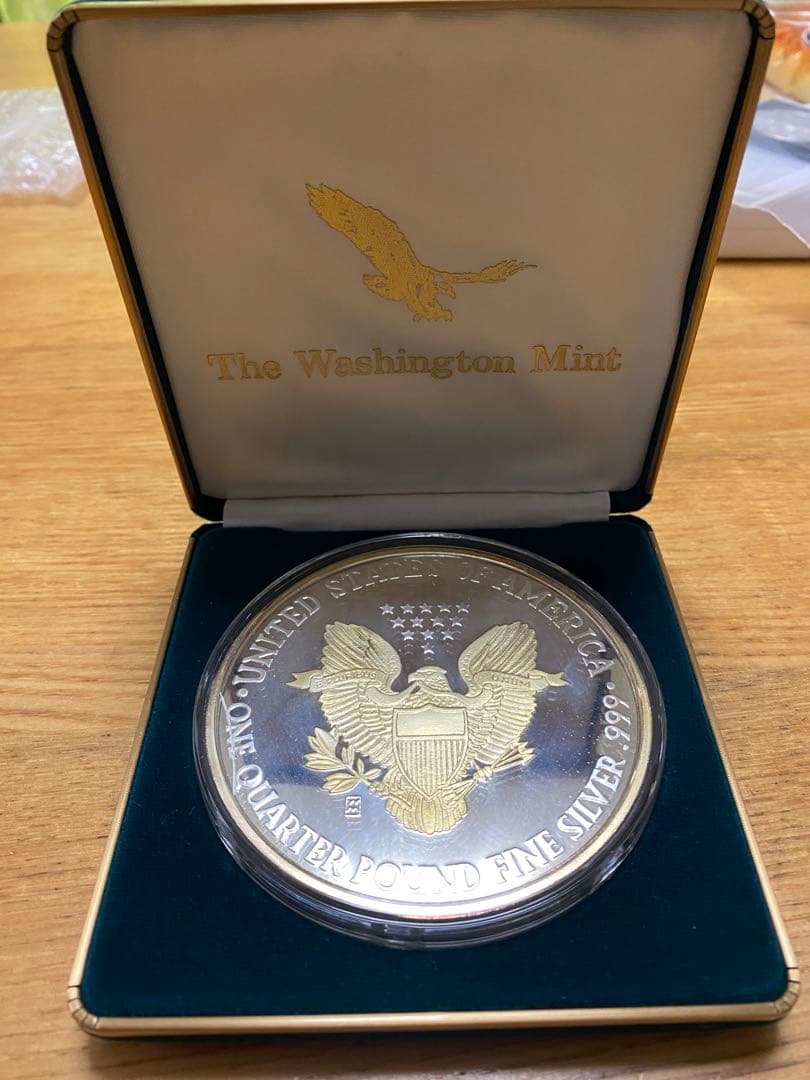 The Washington Mint
UNITED STATES OF AMERICA
ONE QUARTER POUND FINE SILVER .999